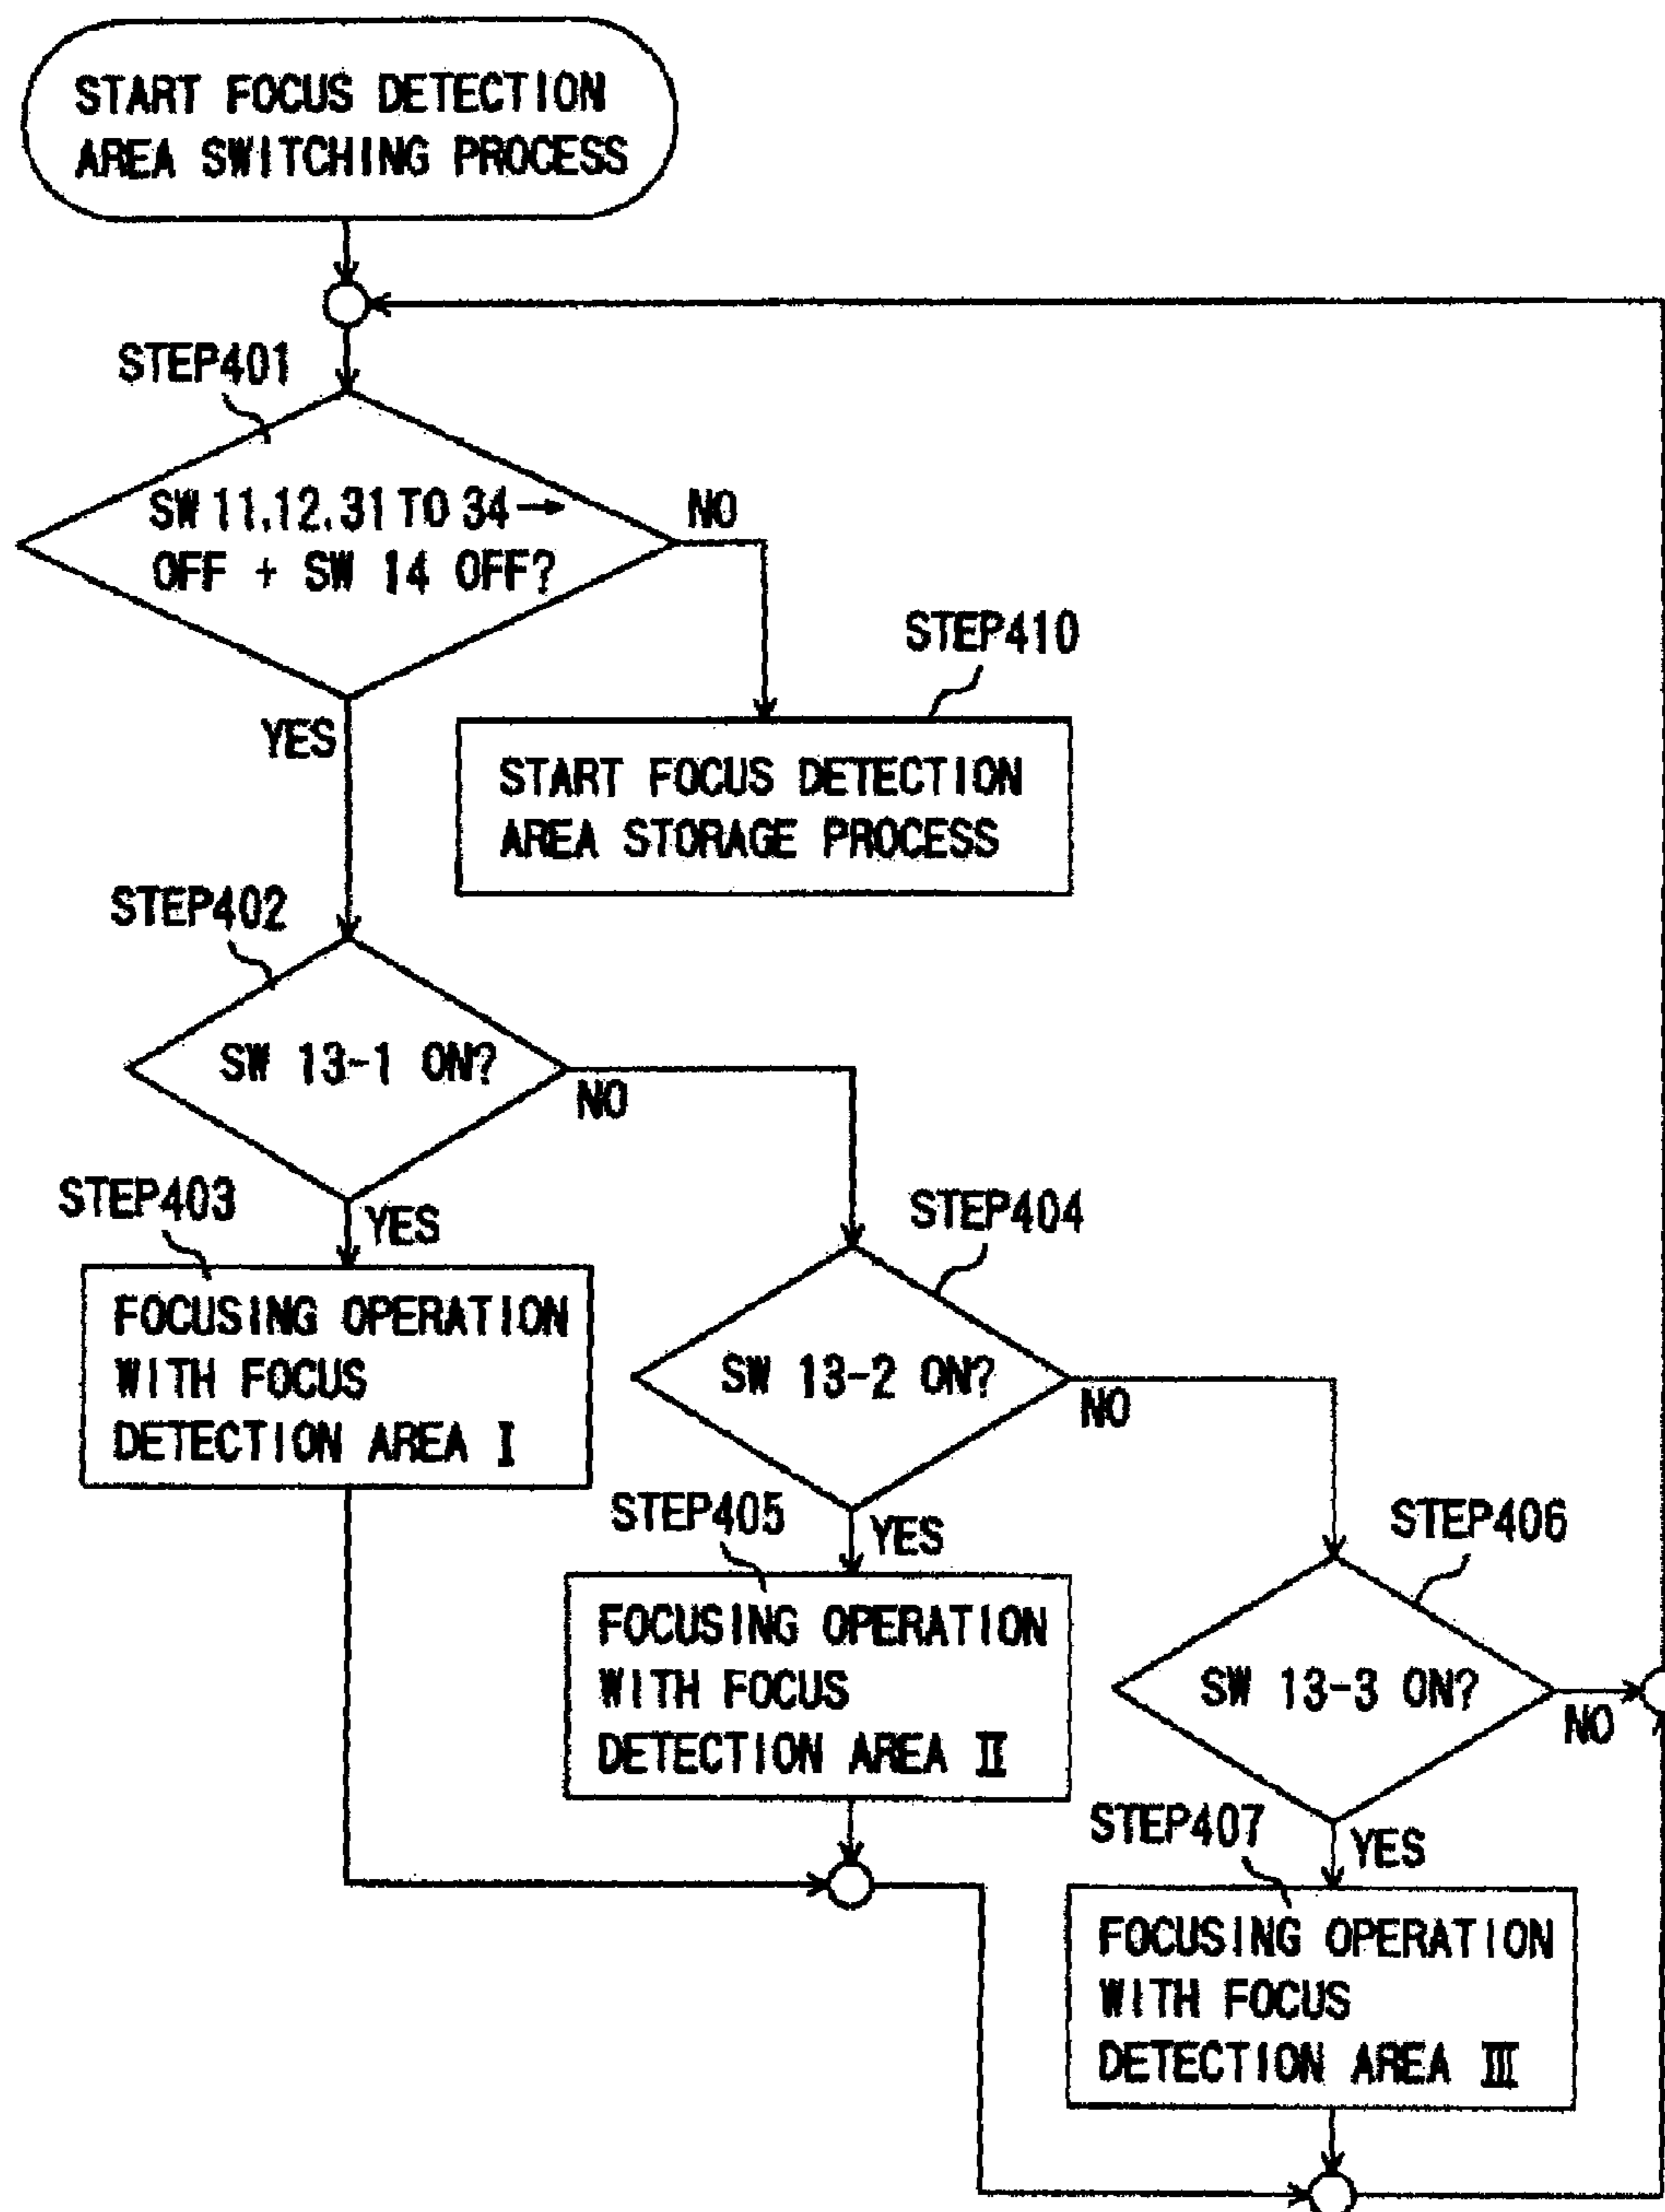 START FOCUS DETECTION
AREA SWITCHING PROCESS
STEP401
SW 11,12,31 TO 34→
OFF + SW 14 OFF?
NO
YES
STEP410
START FOCUS DETECTION
AREA STORAGE PROCESS
STEP402
SW 13-1 ON?
NO
YES
STEP403
FOCUSING OPERATION
WITH FOCUS
DETECTION AREA I
STEP404
SW 13-2 ON?
NO
YES
STEP405
FOCUSING OPERATION
WITH FOCUS
DETECTION AREA II
STEP406
SW 13-3 ON?
NO
YES
STEP407
FOCUSING OPERATION
WITH FOCUS
DETECTION AREA III